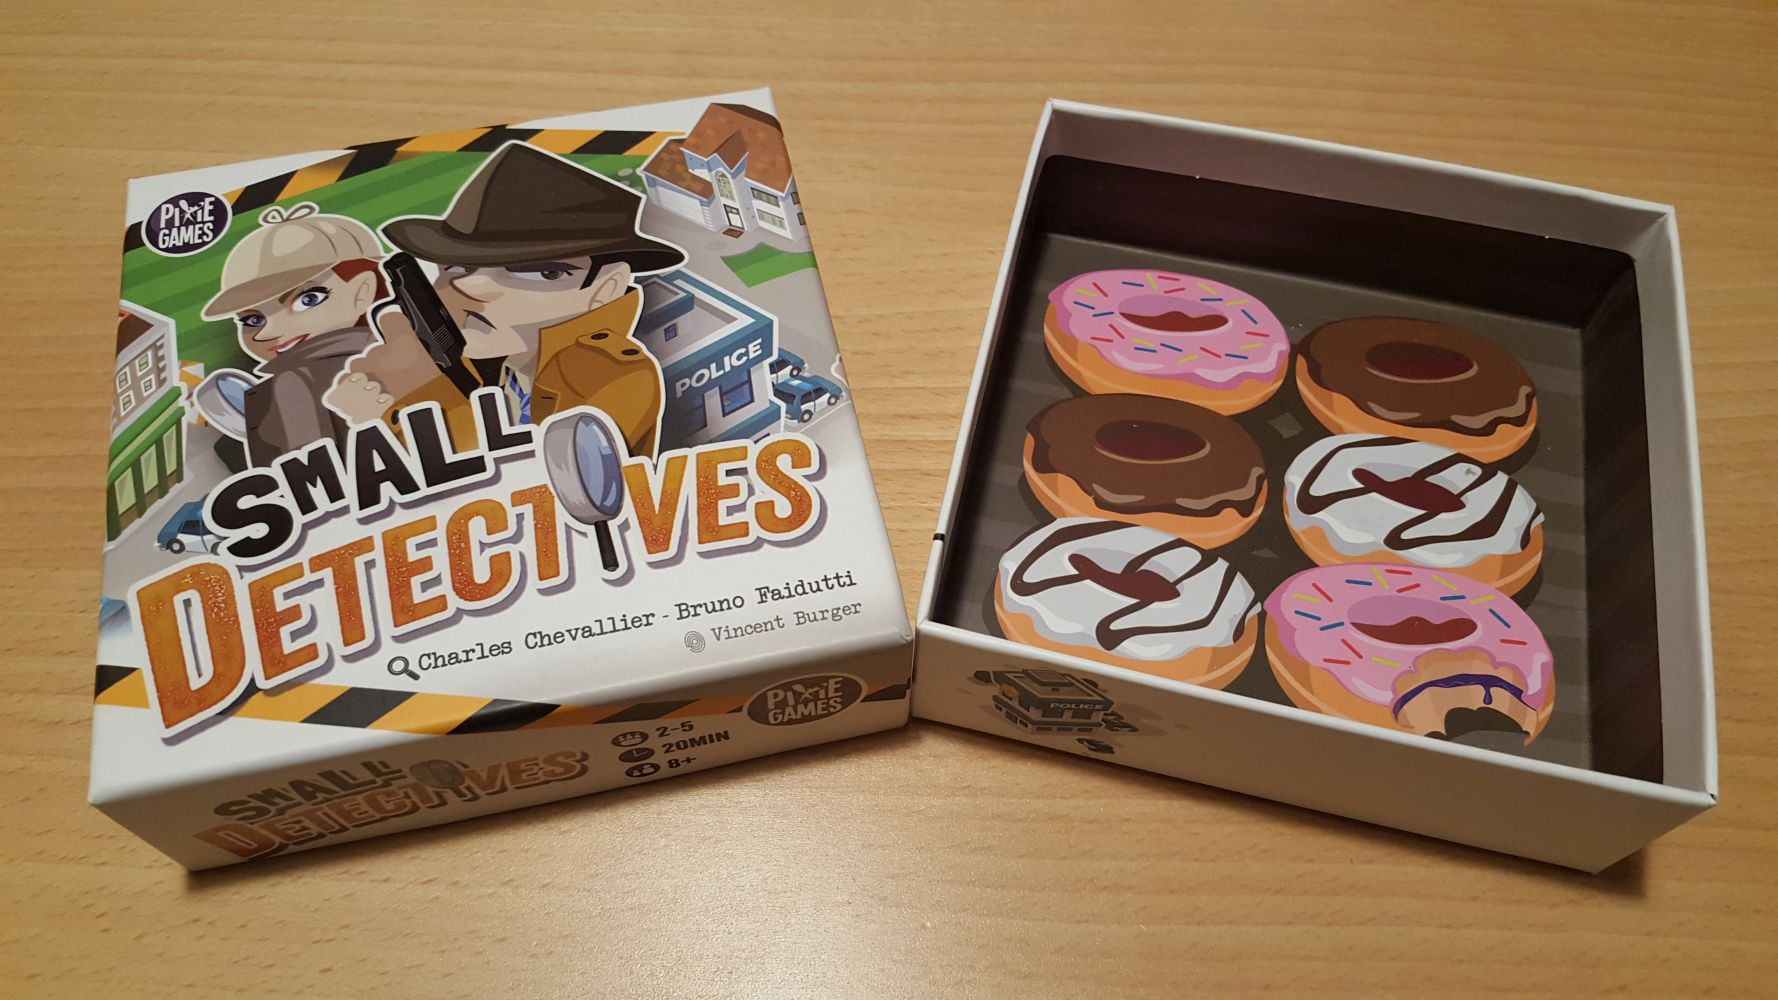 PIXIE
GAMES
POLICE
SMALL
DETECTIVES
Charles Chevallier - Bruno Faidutti
Vincent Burger
SMALL
DETECTIVES
2-5
20MIN
8+
PIXIE
GAMES
POLICE